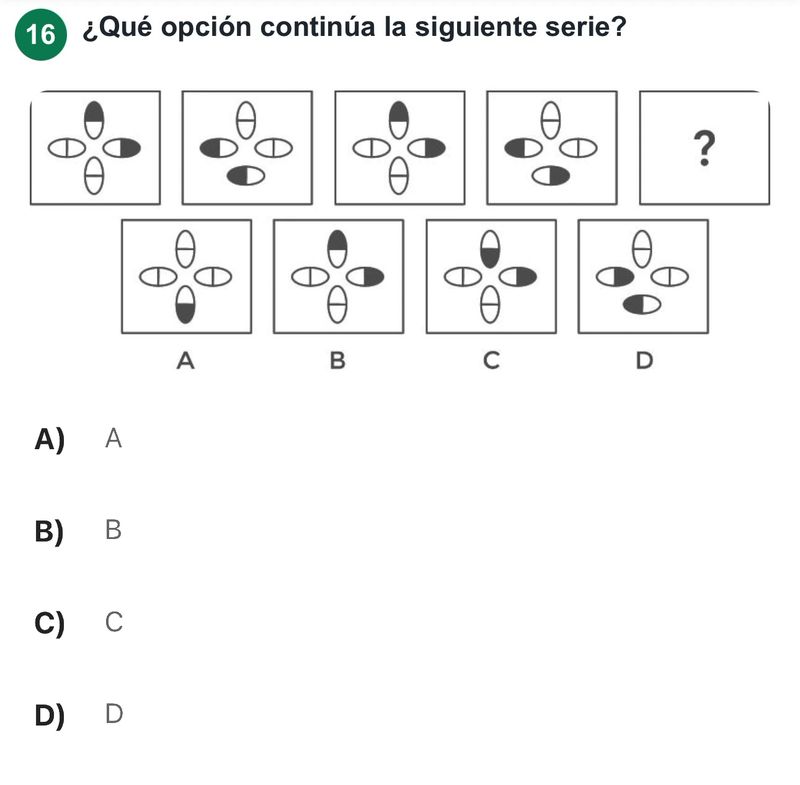 16 ¿Qué opción continúa la siguiente serie?
?
A B C D
A) A
B) B
C) C
D) D